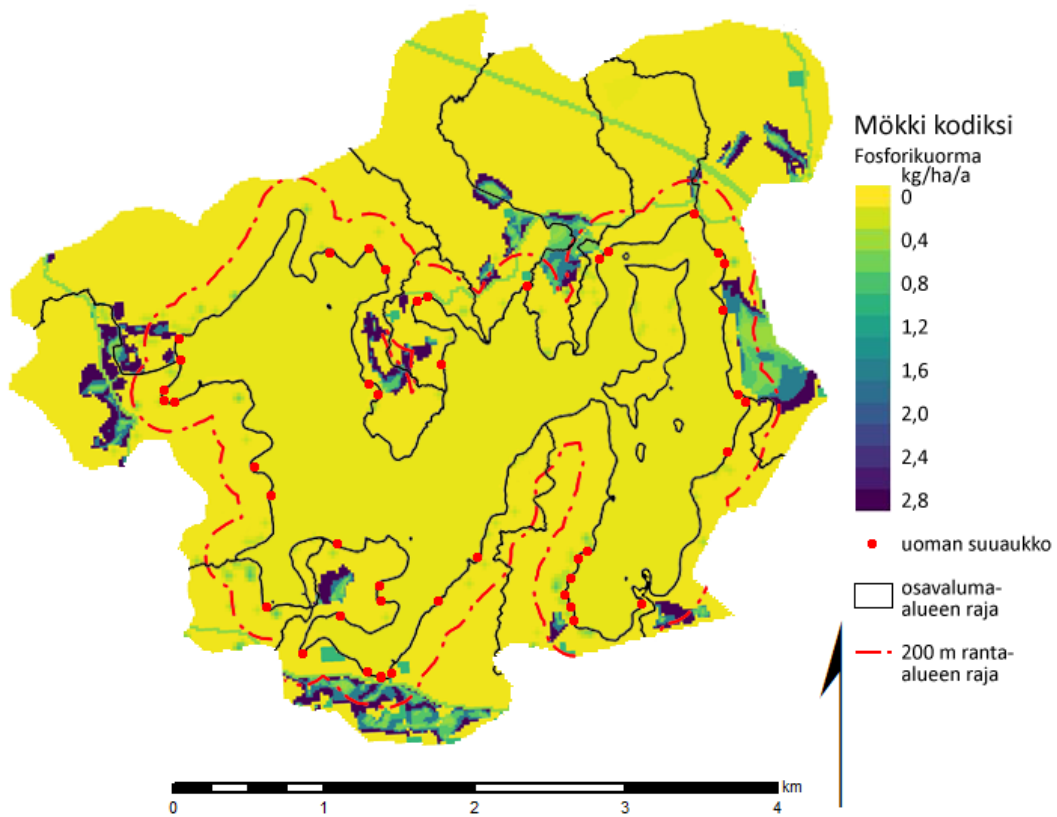 Mökki kodiksi
Fosforikuorma
kg/ha/a
0
0,4
0,8
1,2
1,6
2,0
2,4
2,8
uoman suuaukko
osavaluma-
alueen raja
200 m ranta-
alueen raja
km
0 1 2 3 4